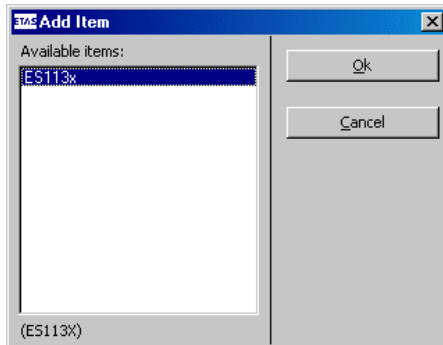 ETAS Add Item
Available items:
ES113x
Ok
Cancel
(ES113X)